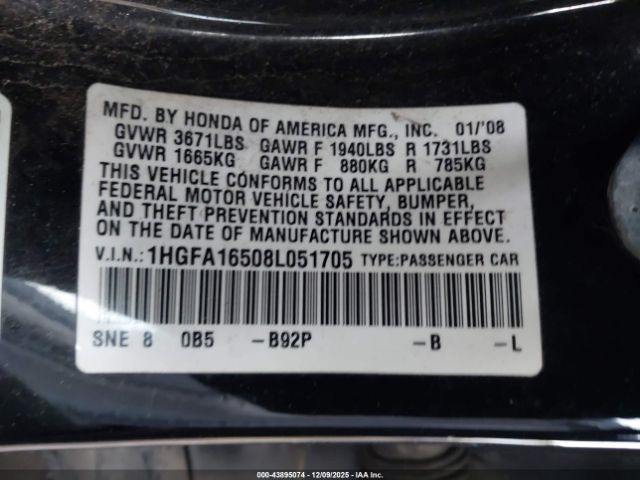 MFD. BY HONDA OF AMERICA MFG., INC. 01/'08
GVWR 3671LBS GAWR F 1940LBS R 1731LBS
GVWR 1665KG GAWR F 880KG R 785KG
THIS VEHICLE CONFORMS TO ALL APPLICABLE
FEDERAL MOTOR VEHICLE SAFETY, BUMPER,
AND THEFT PREVENTION STANDARDS IN EFFECT
ON THE DATE OF MANUFACTURE SHOWN ABOVE.
V.I.N.: 1HGFA16508L051705 TYPE:PASSENGER CAR
SNE 8 0B5 -B92P -B -L
000-43895074 | 12/09/2025 | IAA Inc.